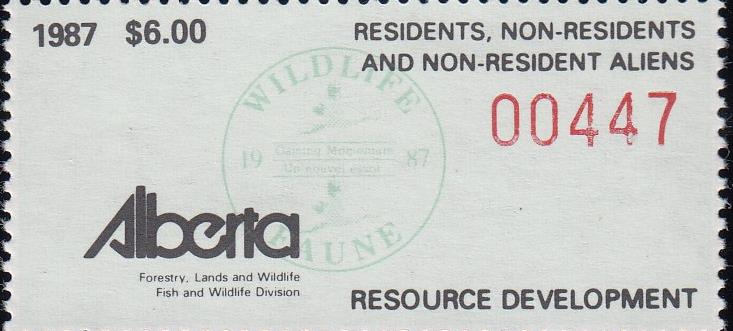 1987 $6.00
RESIDENTS, NON-RESIDENTS
AND NON-RESIDENT ALIENS
00447
WILDLIFE
19 87
Gaining Momentum
Un nouvel essor
FAUNE
Alberta
Forestry, Lands and Wildlife
Fish and Wildlife Division
RESOURCE DEVELOPMENT